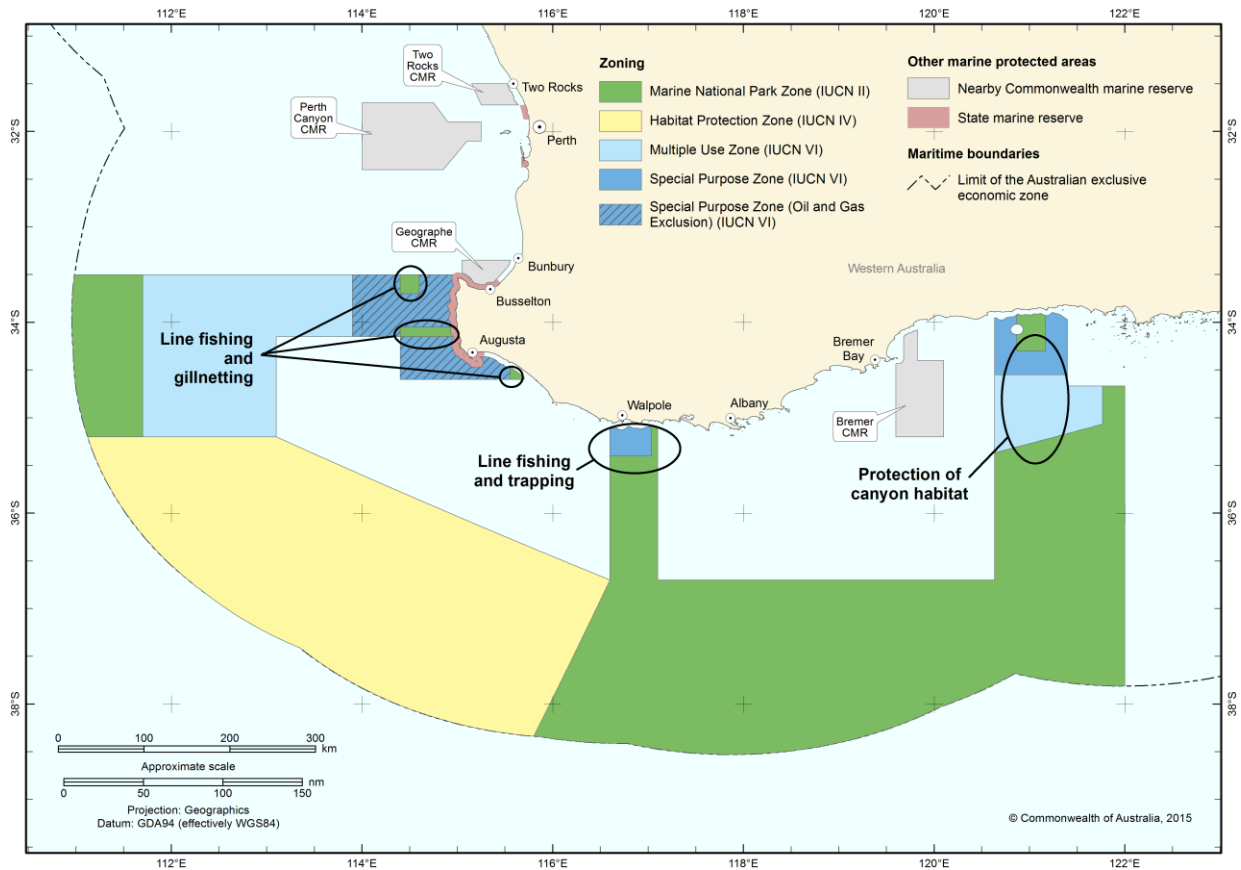 112°E
114°E
116°E
118°E
120°E
122°E
32°S
34°S
36°S
38°S
32°S
34°S
36°S
38°S
Two
Rocks
CMR
Two Rocks
Perth
Canyon
CMR
Perth
Geographe
CMR
Bunbury
Busselton
Augusta
Walpole
Albany
Bremer
Bay
Bremer
CMR
Western Australia
Zoning
Marine National Park Zone (IUCN II)
Habitat Protection Zone (IUCN IV)
Multiple Use Zone (IUCN VI)
Special Purpose Zone (IUCN VI)
Special Purpose Zone (Oil and Gas
Exclusion) (IUCN VI)
Other marine protected areas
Nearby Commonwealth marine reserve
State marine reserve
Maritime boundaries
Limit of the Australian exclusive
economic zone
Line fishing
and
gillnetting
Line fishing
and trapping
Protection of
canyon habitat
0 100 200 300
km
Approximate scale
nm
0 50 100 150
Projection: Geographics
Datum: GDA94 (effectively WGS84)
© Commonwealth of Australia, 2015
112°E
114°E
116°E
118°E
120°E
122°E